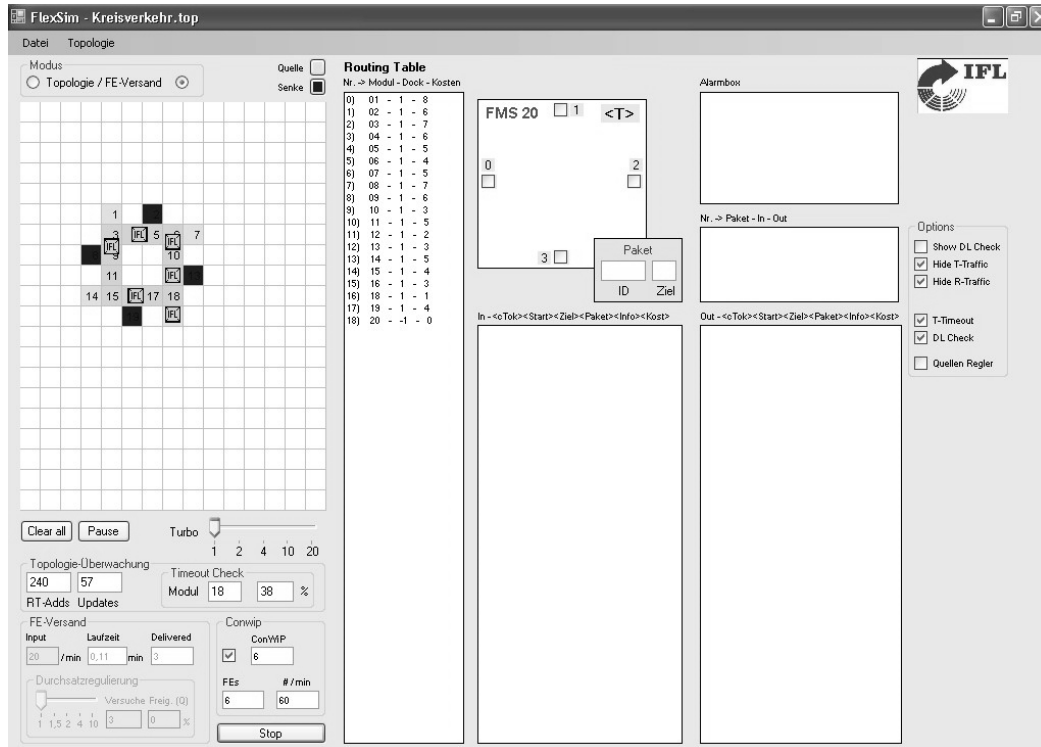 FlexSim - Kreisverkehr.top
Datei Topologie
Modus
Topologie / FE-Versand
Quelle
Senke
1
3 5 6 7
9 10
11
14 15 17 18
Clear all Pause Turbo
1 2 4 10 20
Topologie-Überwachung
240 57
RT-Adds Updates
Timeout Check
Modul 18 38 %
FE-Versand
Input Laufzeit Delivered
20 /min 0,11 min 3
Durchsatzregulierung
Versuche Freig. (Q)
1 1,5 2 4 10 3 0 %
Conwip
ConWIP
6
FEs #/min
6 60
Stop
Routing Table
Nr. -> Modul - Dock - Kosten
0) 01 - 1 - 8
1) 02 - 1 - 6
2) 03 - 1 - 7
3) 04 - 1 - 6
4) 05 - 1 - 5
5) 06 - 1 - 4
6) 07 - 1 - 5
7) 08 - 1 - 7
8) 09 - 1 - 6
9) 10 - 1 - 3
10) 11 - 1 - 5
11) 12 - 1 - 2
12) 13 - 1 - 3
13) 14 - 1 - 5
14) 15 - 1 - 4
15) 16 - 1 - 3
16) 18 - 1 - 1
17) 19 - 1 - 4
18) 20 - -1 - 0
FMS 20 1 <T>
0 2
3
Paket
ID Ziel
In - <cTok><Start><Ziel><Paket><Info><Kost>
Alarmbox
Nr. -> Paket - In - Out
Out - <cTok><Start><Ziel><Paket><Info><Kost>
IFL
Options
Show DL Check
Hide T-Traffic
Hide R-Traffic
T-Timeout
DL Check
Quellen Regler